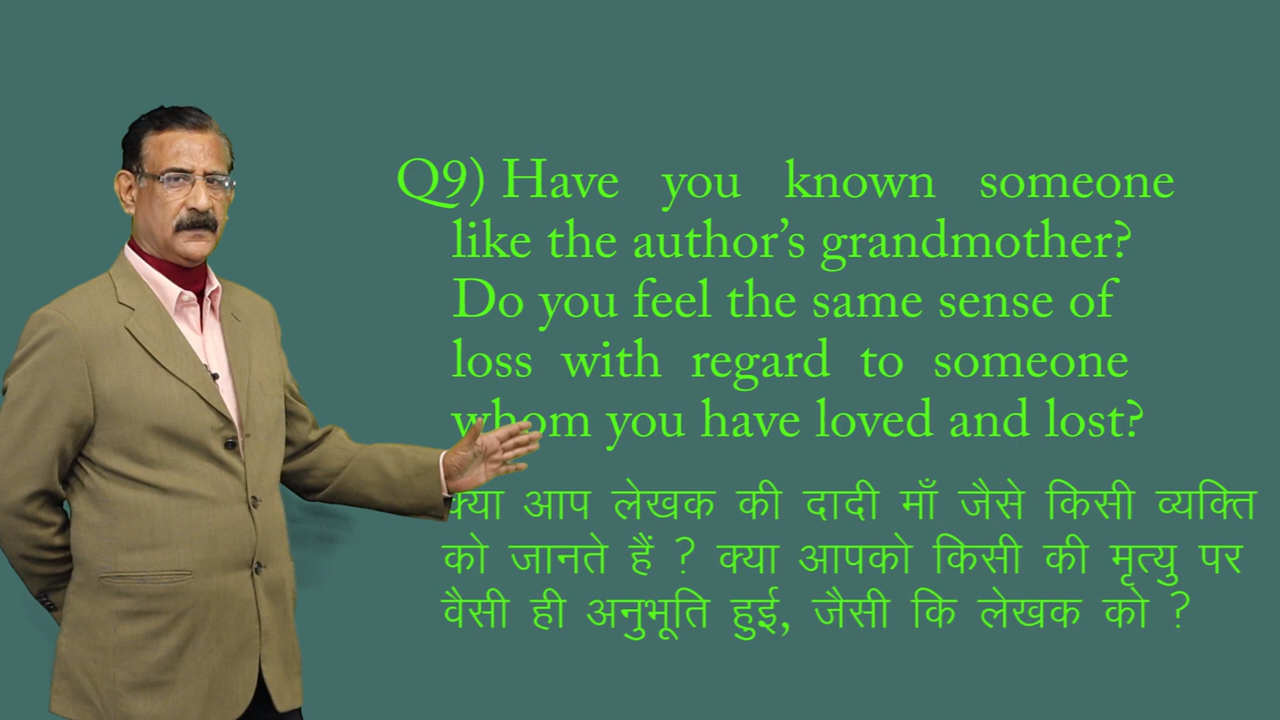 Q9) Have you known someone
like the author's grandmother?
Do you feel the same sense of
loss with regard to someone
whom you have loved and lost?
क्या आप लेखक की दादी माँ जैसे किसी व्यक्ति
को जानते हैं ? क्या आपको किसी की मृत्यु पर
वैसी ही अनुभूति हुई, जैसी कि लेखक को ?